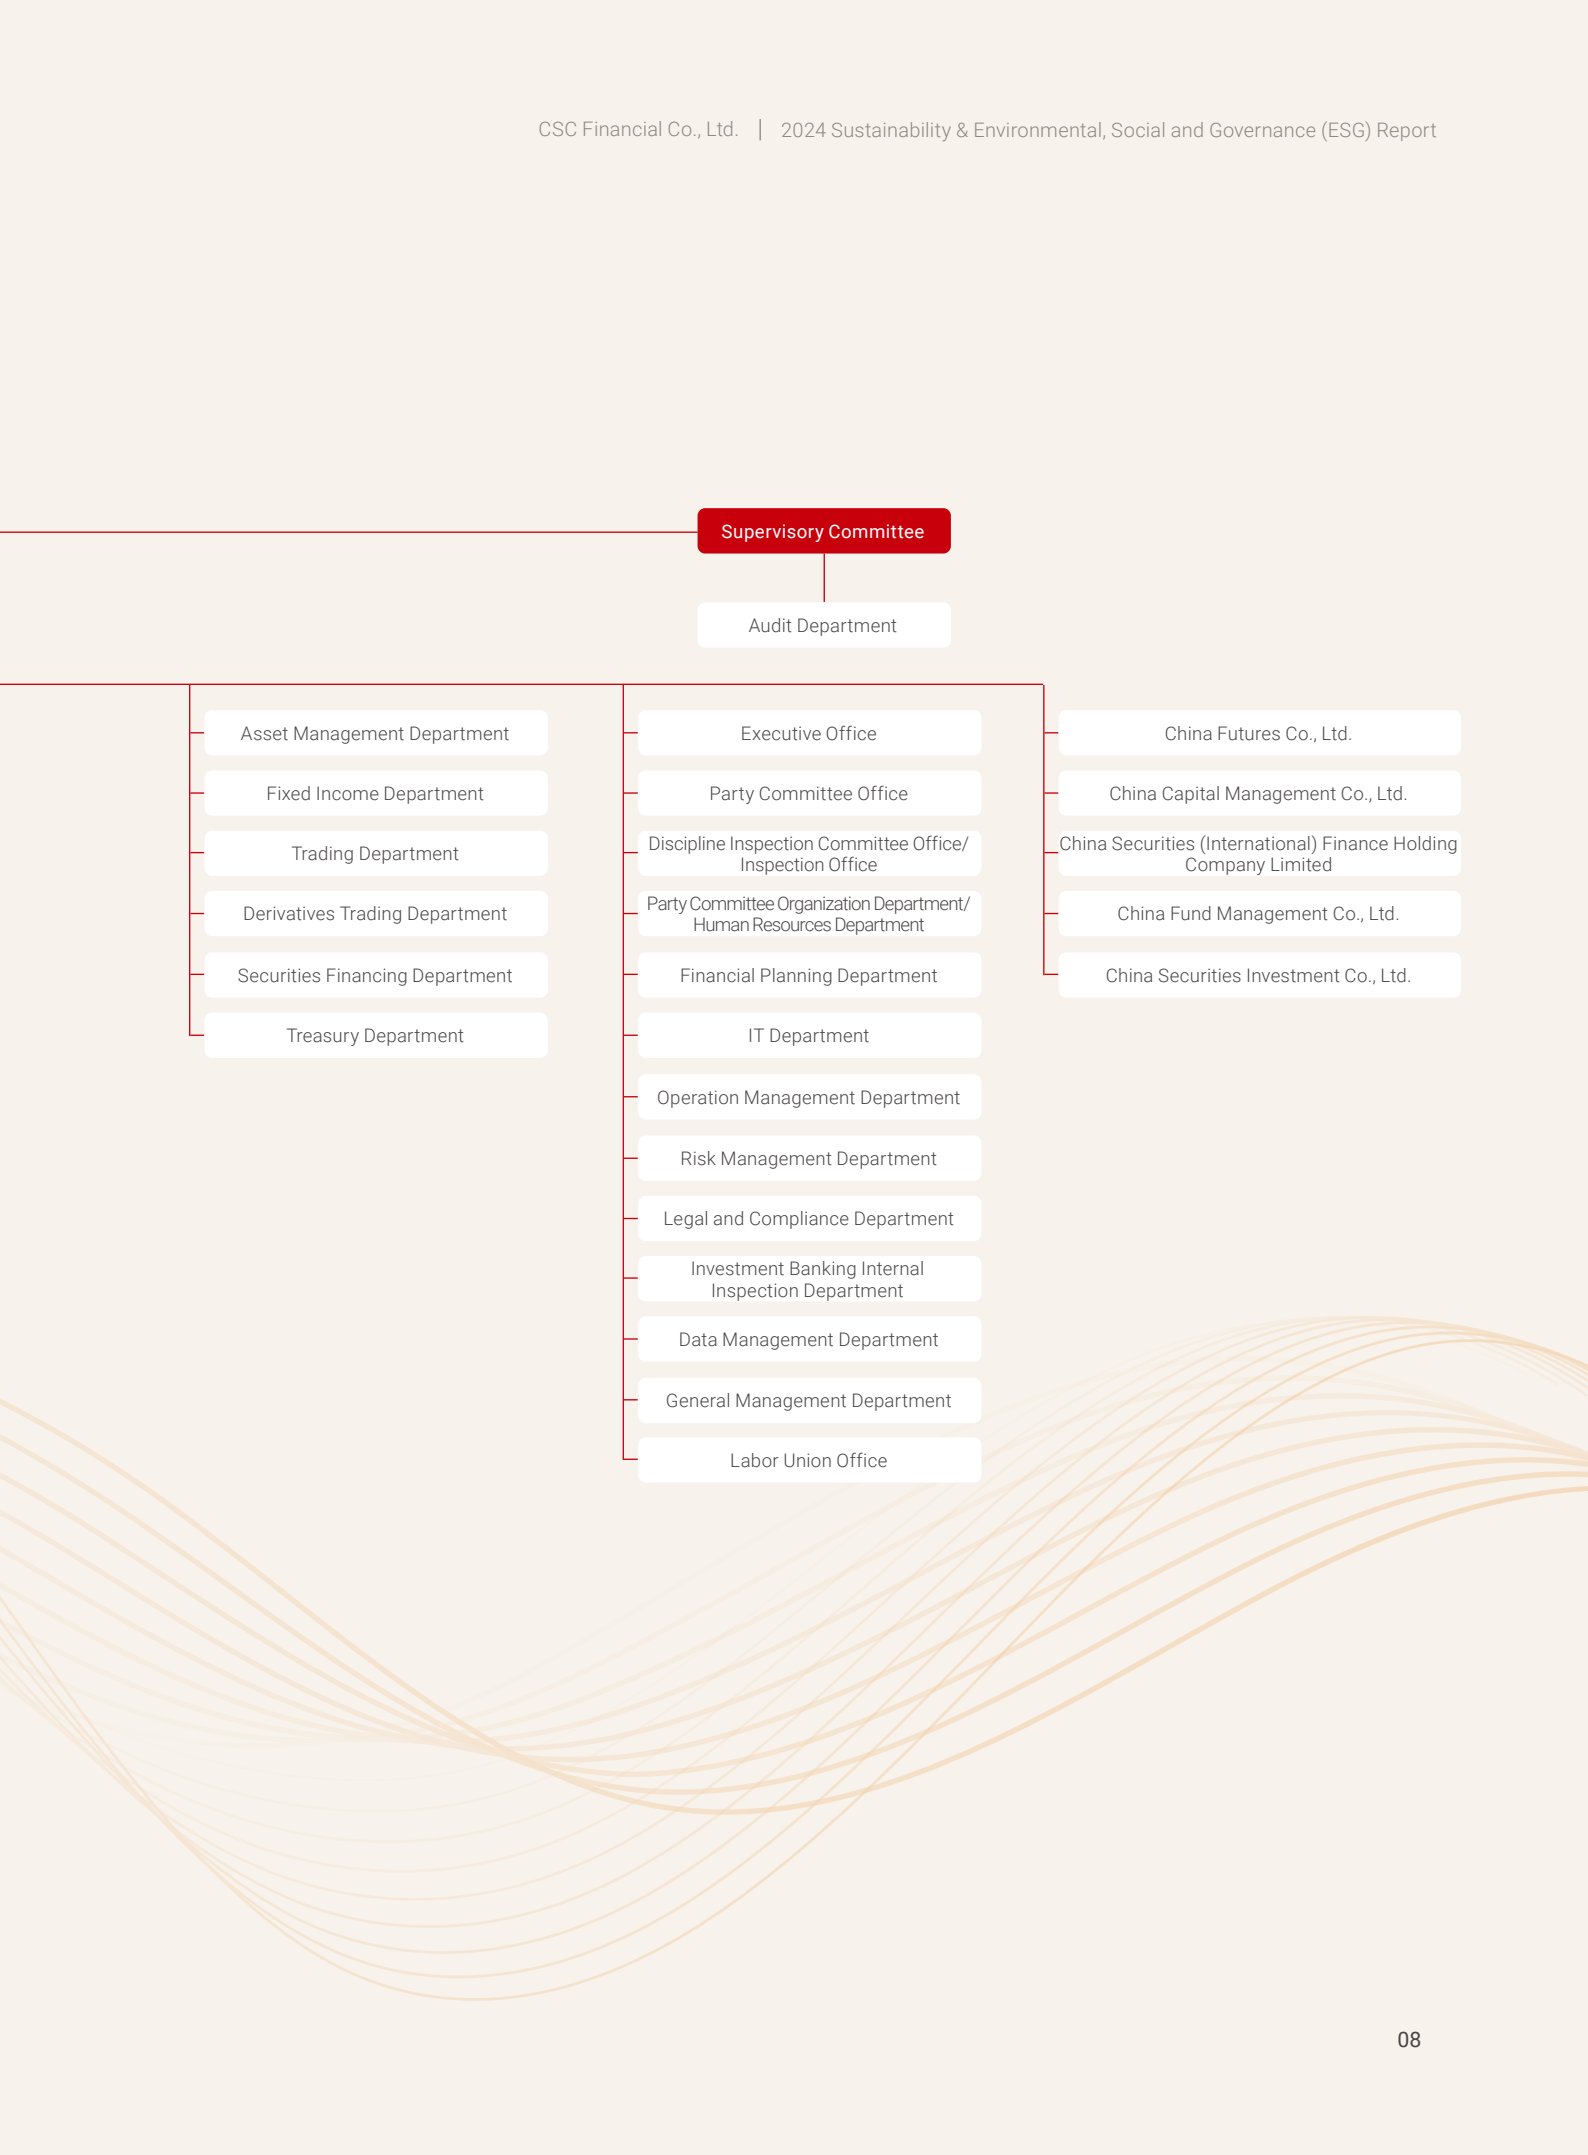 CSC Financial Co., Ltd. | 2024 Sustainability & Environmental, Social and Governance (ESG) Report
Supervisory Committee
Audit Department
Asset Management Department
Fixed Income Department
Trading Department
Derivatives Trading Department
Securities Financing Department
Treasury Department
Executive Office
Party Committee Office
Discipline Inspection Committee Office/
Inspection Office
Party Committee Organization Department/
Human Resources Department
Financial Planning Department
IT Department
Operation Management Department
Risk Management Department
Legal and Compliance Department
Investment Banking Internal
Inspection Department
Data Management Department
General Management Department
Labor Union Office
China Futures Co., Ltd.
China Capital Management Co., Ltd.
China Securities (International) Finance Holding
Company Limited
China Fund Management Co., Ltd.
China Securities Investment Co., Ltd.
08